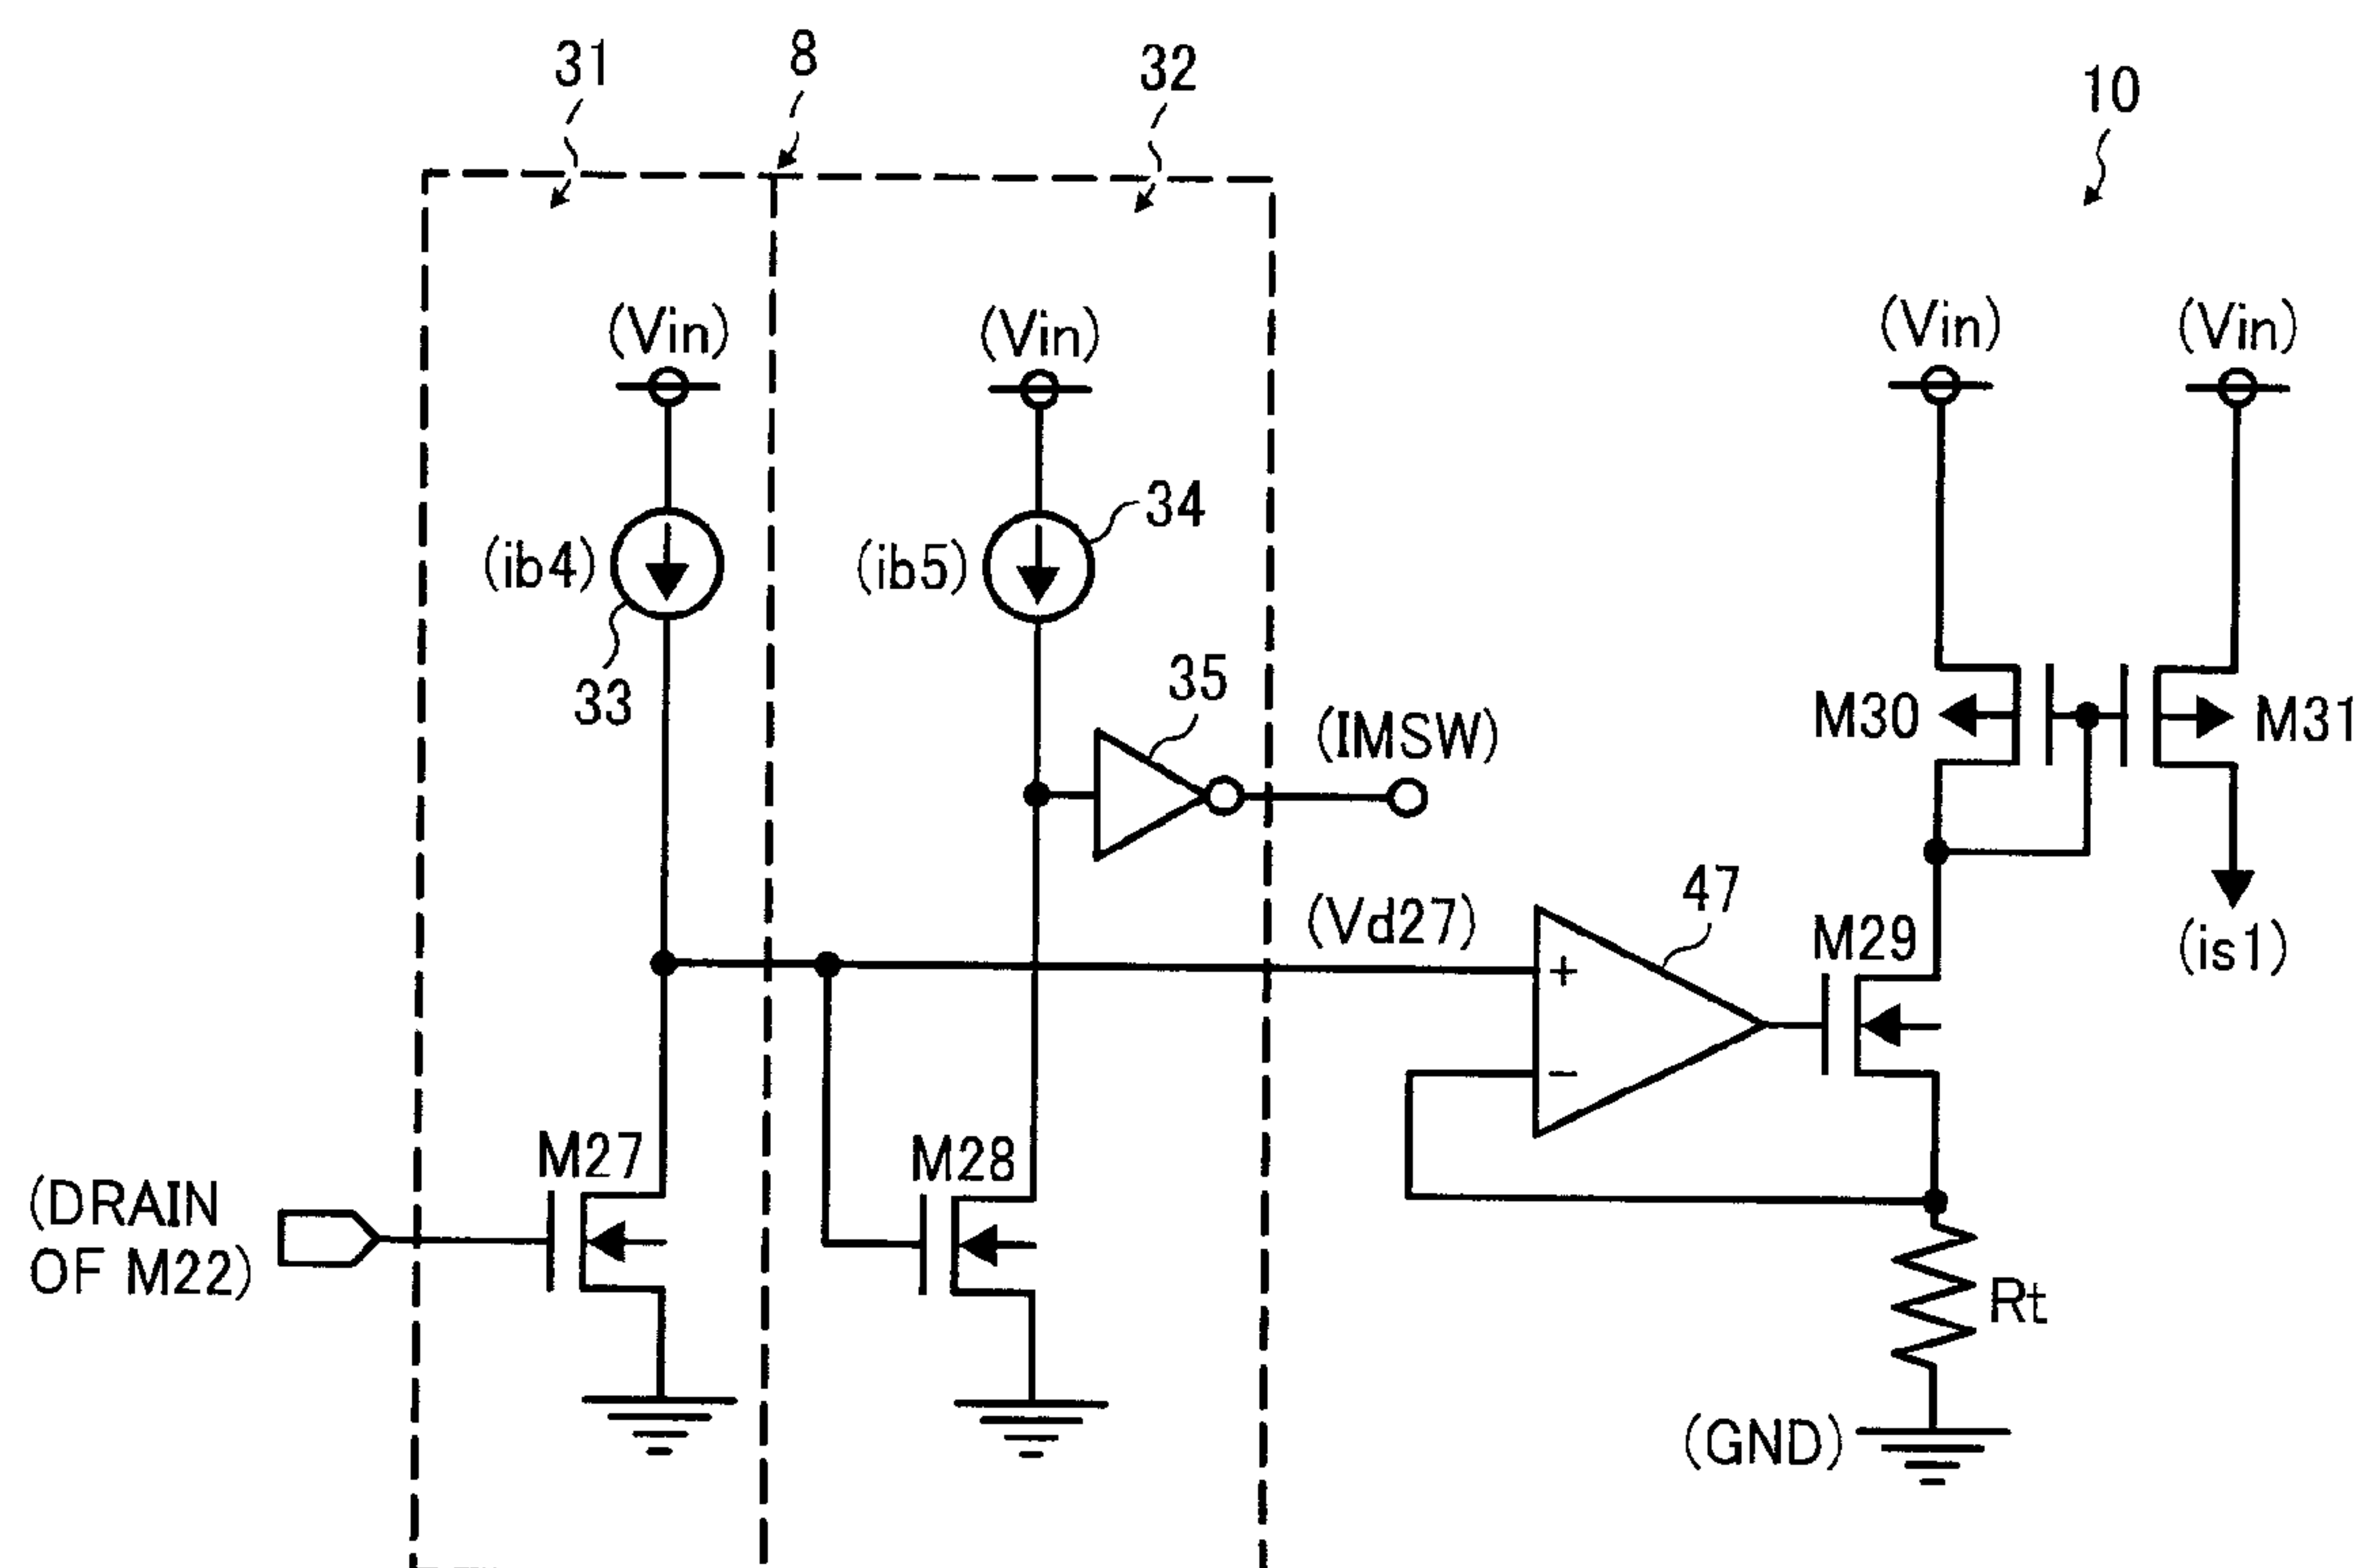 31
8
32
10
(Vin)
(Vin)
(Vin)
(Vin)
34
(ib4)
(ib5)
33
35
(IMSW)
M30
M31
47
(Vd27)
M29
(is1)
+
−
M27
M28
(DRAIN
OF M22)
Rt
(GND)